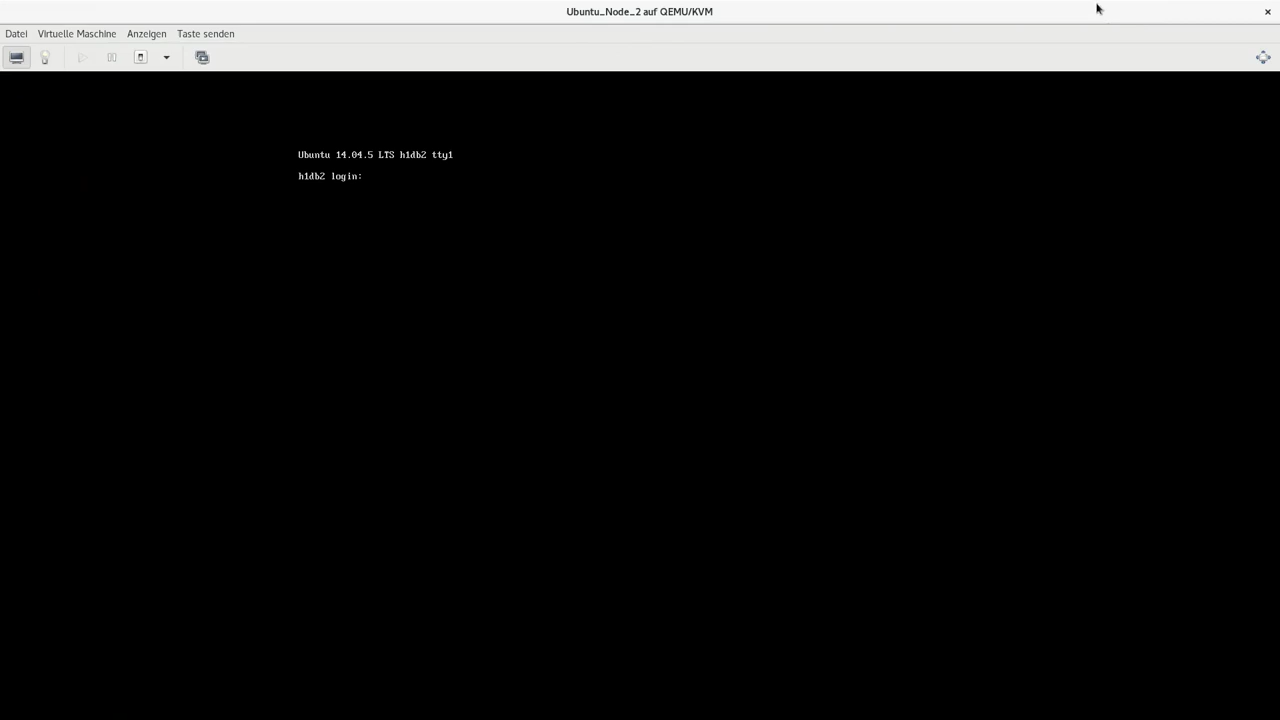 Ubuntu_Node_2 auf QEMU/KVM
Datei Virtuelle Maschine Anzeigen Taste senden
Ubuntu 14.04.5 LTS h1db2 tty1
h1db2 login: